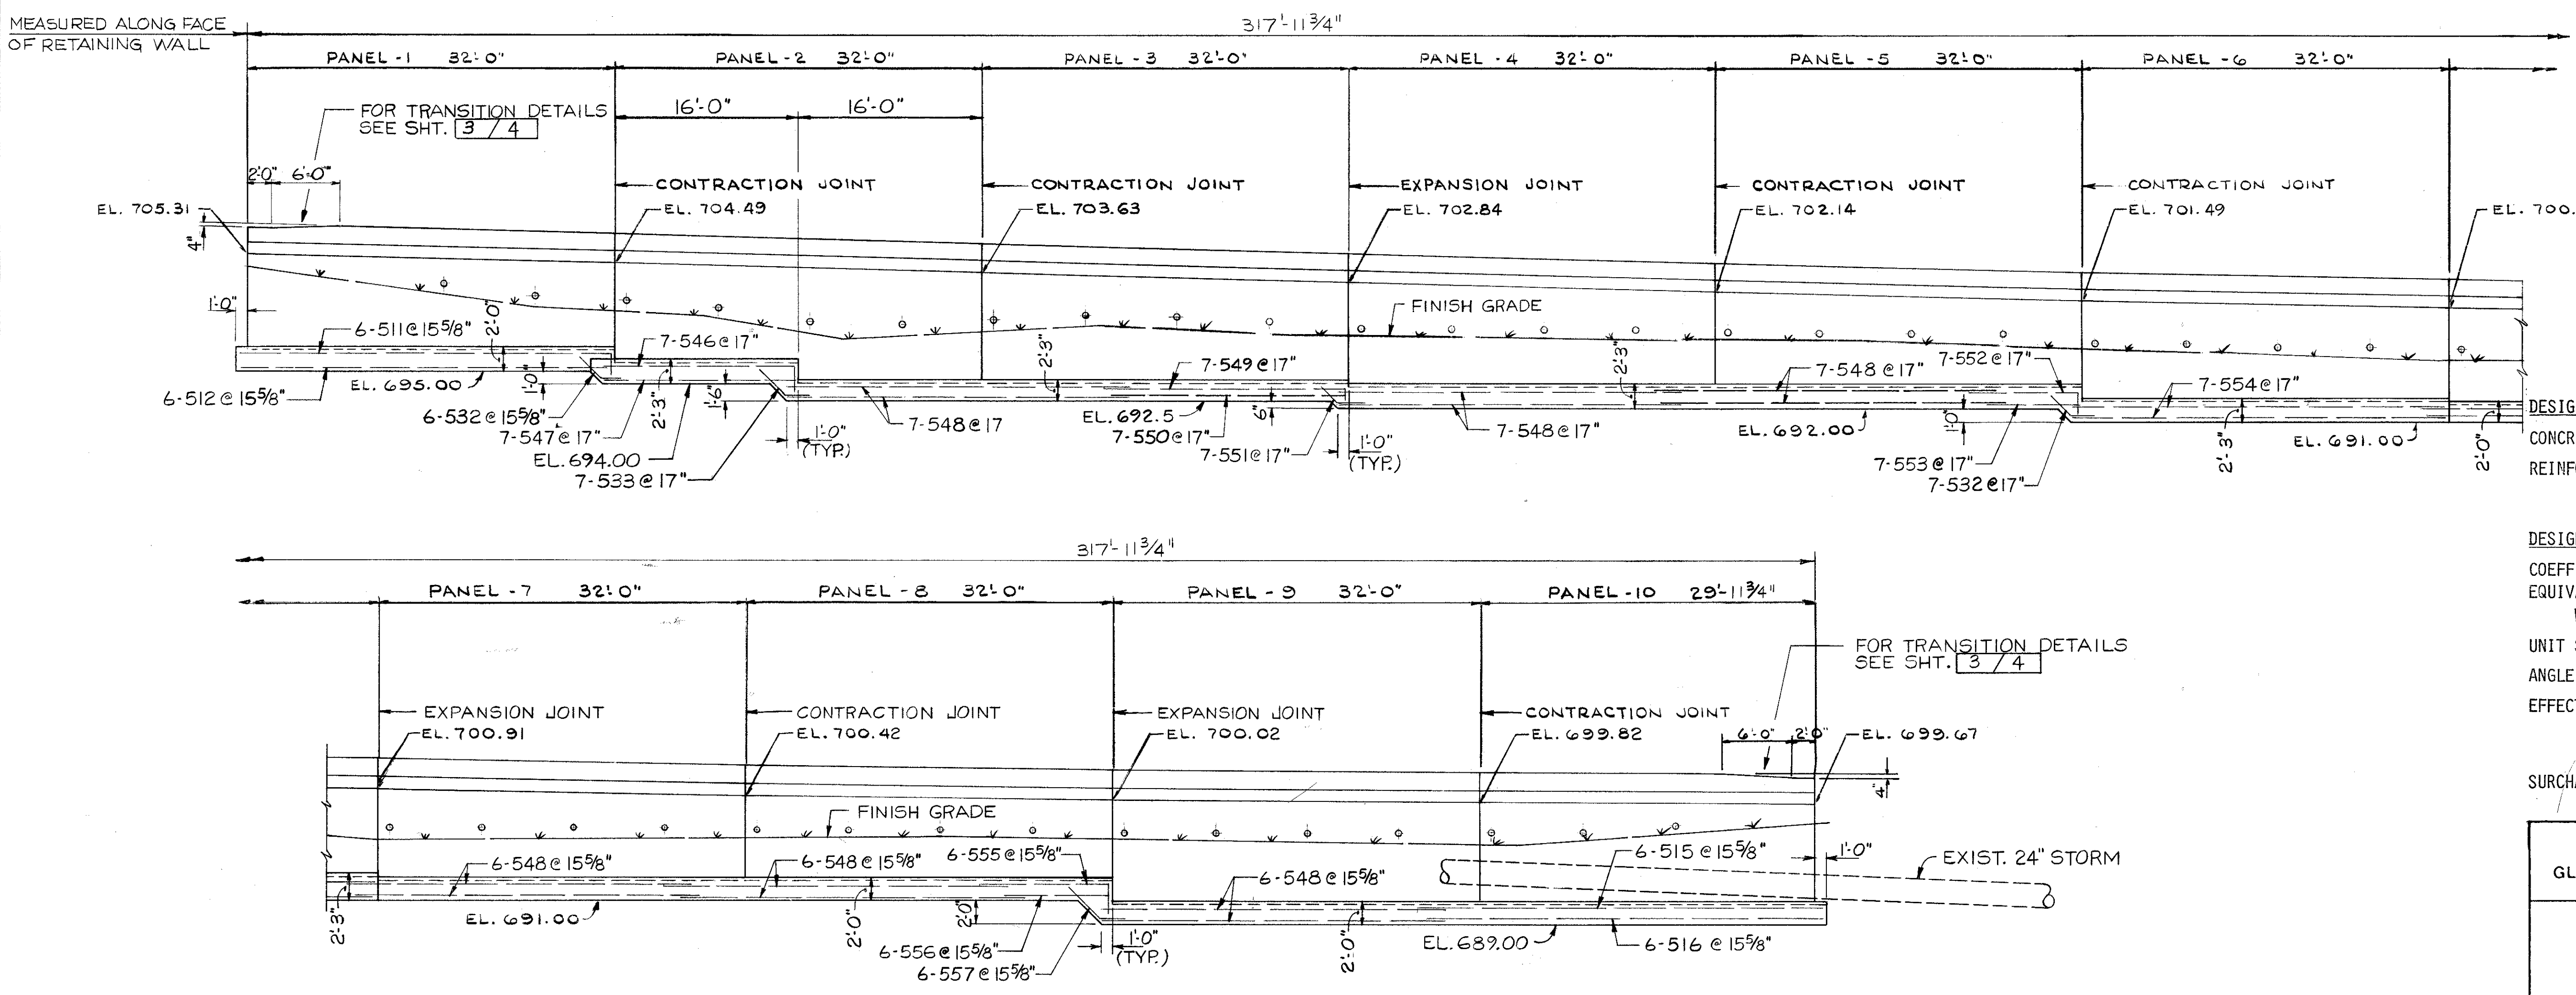 MEASURED ALONG FACE
OF RETAINING WALL
317'-11 3/4"
PANEL -1 32'-0"
PANEL -2 32'-0"
PANEL - 3 32'-0"
PANEL - 4 32'-0"
PANEL -5 32'-0"
PANEL -6 32'-0"
FOR TRANSITION DETAILS
SEE SHT. 3 / 4
16'-0"
16'-0"
2'-0"
6'-0"
CONTRACTION JOINT
CONTRACTION JOINT
EXPANSION JOINT
CONTRACTION JOINT
CONTRACTION JOINT
EL. 705.31
EL. 704.49
EL. 703.63
EL. 702.84
EL. 702.14
EL. 701.49
EL. 700.
4"
1'-0"
FINISH GRADE
6-511@15 5/8"
2'-0"
7-546@17"
2'-3"
7-549@17"
2'-3"
7-548@17"
7-552@17"
7-554@17"
6-512@15 5/8"
EL. 695.00
1'-0"
6-532@15 5/8"
7-547@17"
2'-3"
EL. 694.00
7-533@17"
1'-6"
1'-0"
(TYP.)
7-548@17
EL. 692.5
7-550@17"
6"
7-551@17"
1'-0"
(TYP.)
7-548@17"
EL. 692.00
1'-0"
7-553@17"
7-532@17"
2'-3"
EL. 691.00
2'-0"
DESIG
CONCR
REINF
DESIG
COEFF
EQUIV
UNIT
ANGLE
EFFEC
SURCH
GL
317'-11 3/4"
PANEL -7 32'-0"
PANEL -8 32'-0"
PANEL -9 32'-0"
PANEL -10 29'-11 3/4"
FOR TRANSITION DETAILS
SEE SHT. 3 / 4
EXPANSION JOINT
CONTRACTION JOINT
EXPANSION JOINT
CONTRACTION JOINT
EL. 700.91
EL. 700.42
EL. 700.02
EL. 699.82
6'-0"
2'-0"
EL. 699.67
4"
FINISH GRADE
6-548@15 5/8"
6-548@15 5/8"
6-555@15 5/8"
6-548@15 5/8"
6-515@15 5/8"
1'-0"
EXIST. 24" STORM
2'-3"
EL. 691.00
2'-0"
2'-0"
6-556@15 5/8"
6-557@15 5/8"
1'-0"
(TYP.)
2'-0"
EL. 689.00
6-516@15 5/8"